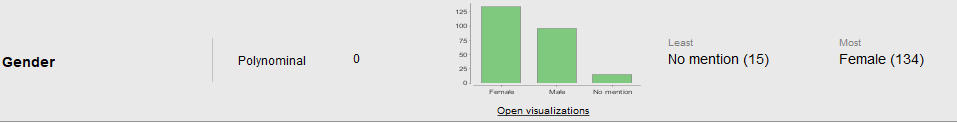 Gender
Polynominal
0
125
100
75
50
25
0
Female Male No mention
Open visualizations
Least
No mention (15)
Most
Female (134)